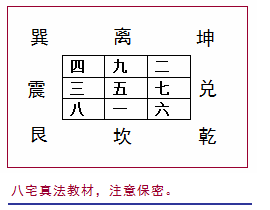 巽 离 坤
四 九 二
震 三 五 七 兑
八 一 六
艮 坎 乾
八宅真法教材，注意保密。